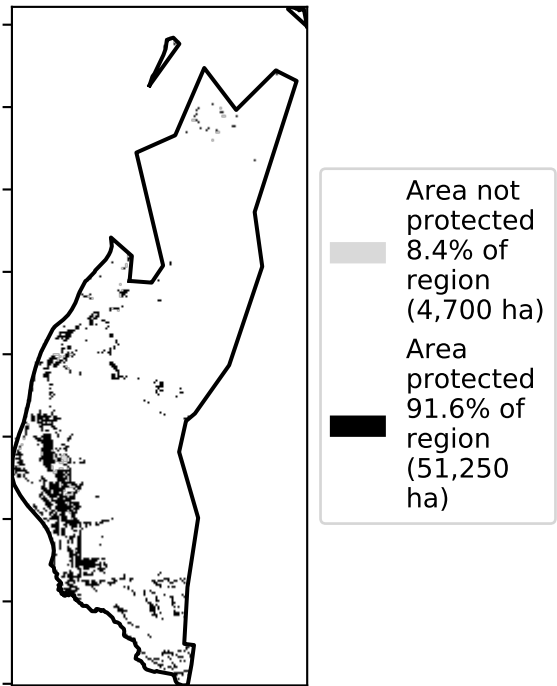 Area not
protected
8.4% of
region
(4,700 ha)
Area
protected
91.6% of
region
(51,250
ha)